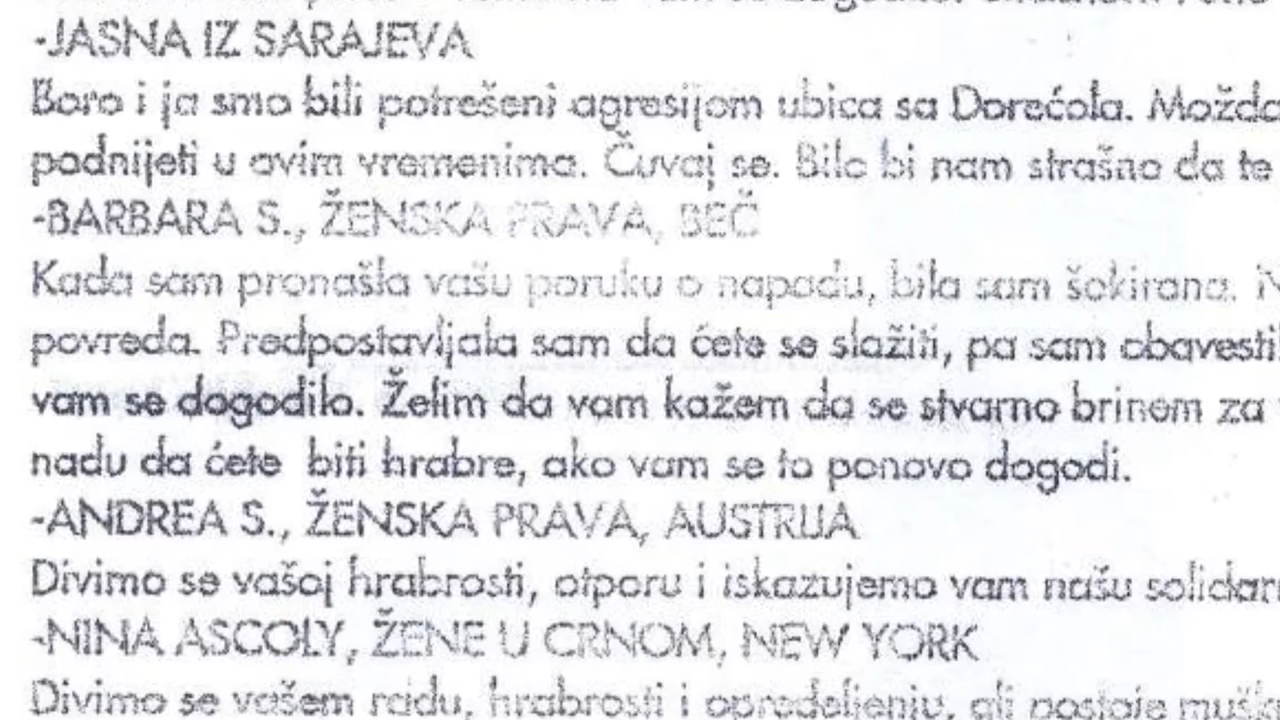 -JASNA IZ SARAJEVA
Boro i ja smo bili potrešeni agresijom ubica sa Dorećola. Možda
podnijeti u ovim vremenima. Čuvaj se. Bilo bi nam strašno da te
-BARBARA S., ŽENSKA PRAVA, BEČ
Kada sam pronašla vašu poruku o napadu, bila sam šokirana.
povreda. Predpostavljala sam da ćete se složiti, pa sam obavestil
vam se dogodilo. Želim da vam kažem da se stvarno brinem za
nadu da ćete biti hrabre, ako vam se to ponovo dogodi.
-ANDREA S., ŽENSKA PRAVA, AUSTRIJA
Divimo se vašoj hrabrosti, otporu i iskazujemo vam našu solidarn
-NINA ASCOLY, ŽENE U CRNOM, NEW YORK
Divimo se vašem radu, hrabrosti i opredeljenju, ali postoje mušk